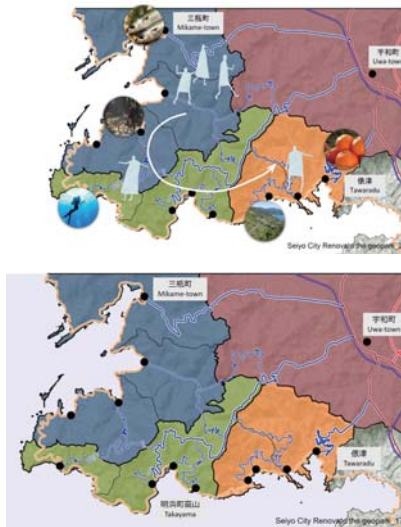 三瓶町
Mikame-town
宇和町
Uwa-town
俵津
Tawaradu
Seiyo City Renovate the geopark_2
三瓶町
Mikame-town
宇和町
Uwa-town
俵津
Tawaradu
明浜町高山
Takayama
Seiyo City Renovate the geopark_1